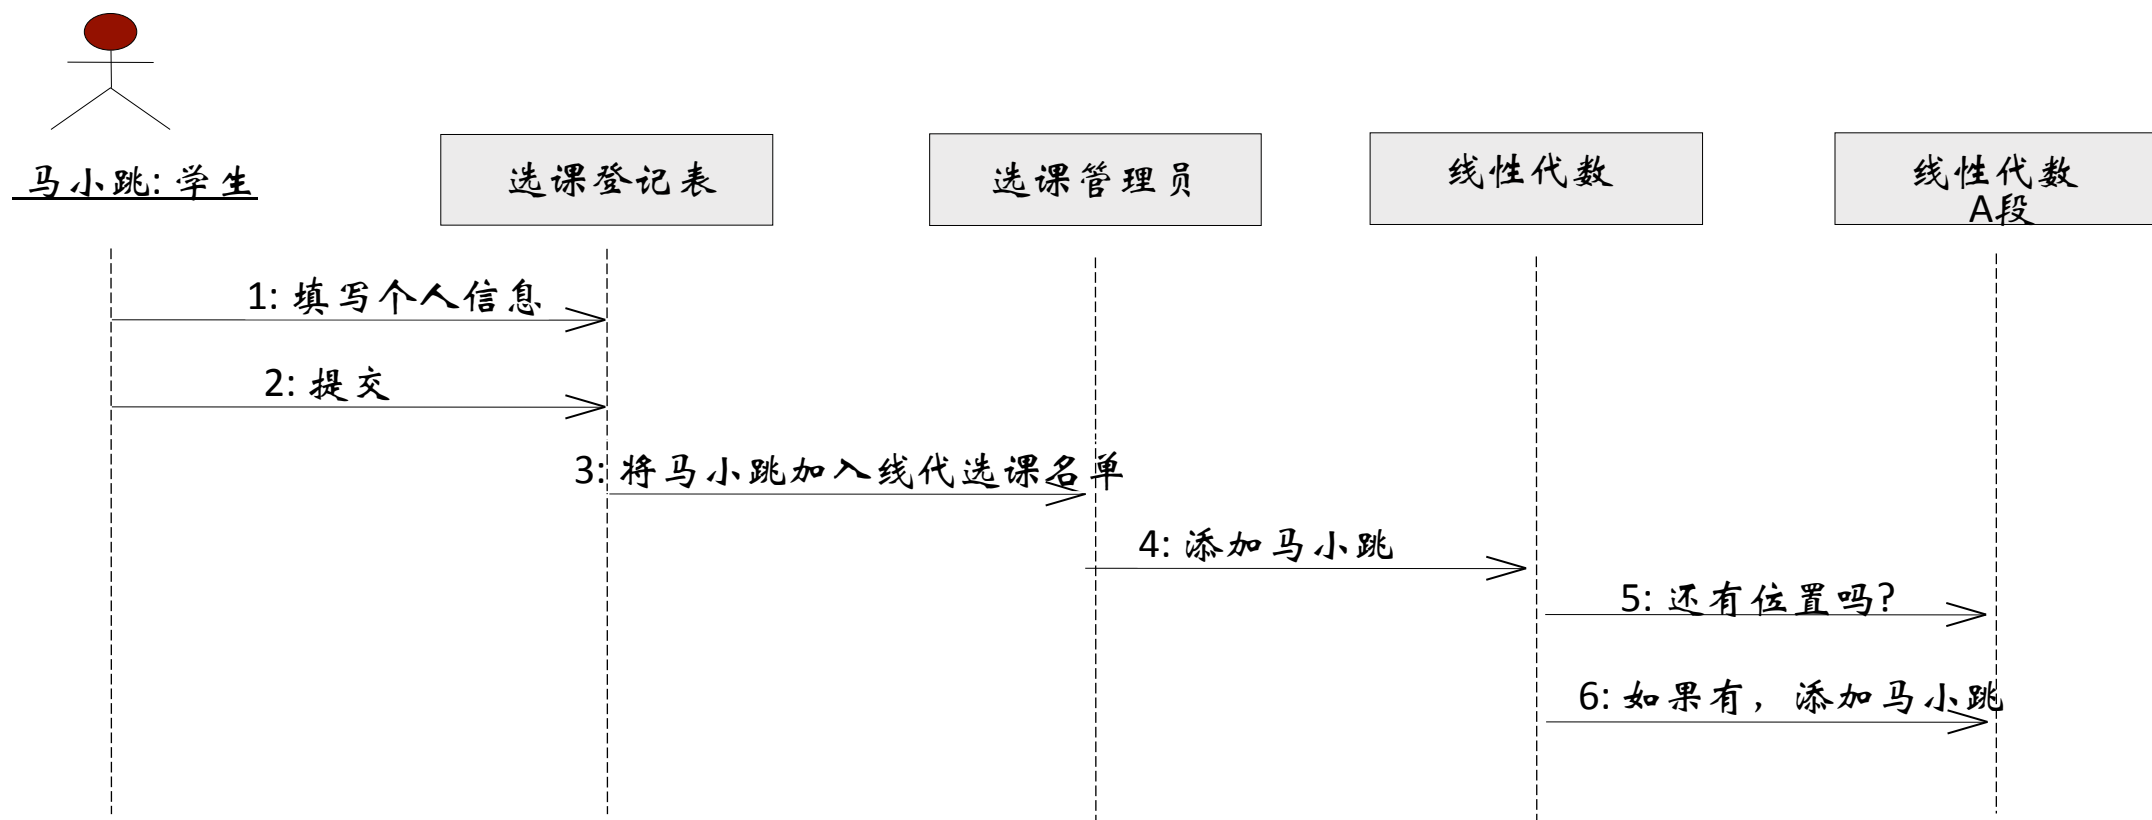 马小跳: 学生
选课登记表
选课管理员
线性代数
线性代数
A段
1: 填写个人信息
2: 提交
3: 将马小跳加入线代选课名单
4: 添加马小跳
5: 还有位置吗?
6: 如果有，添加马小跳